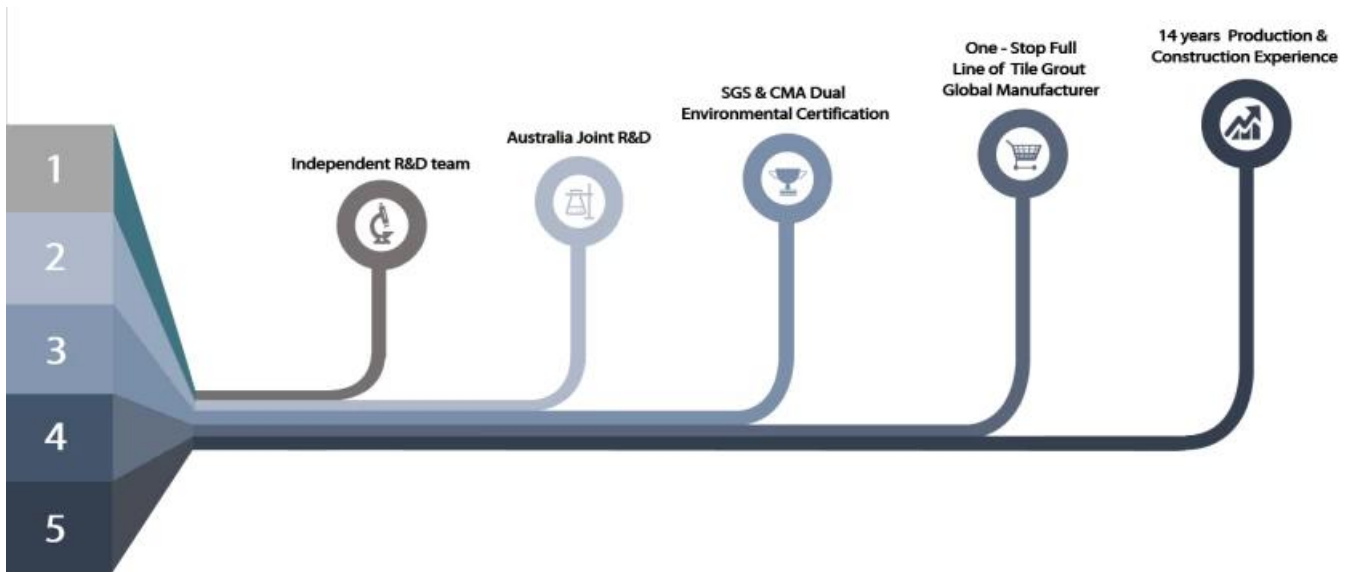 1
2
3
4
5
Independent R&D team
Australia Joint R&D
SGS & CMA Dual
Environmental Certification
One - Stop Full
Line of Tile Grout
Global Manufacturer
14 years Production &
Construction Experience